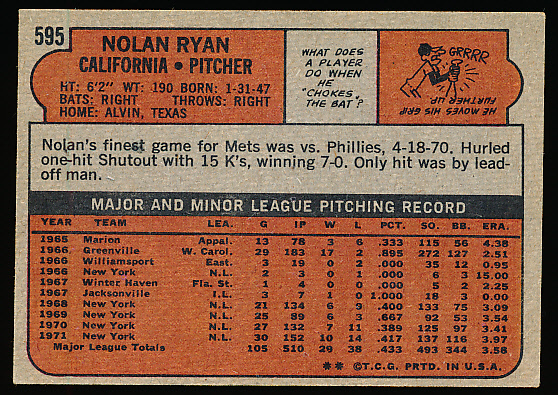 595
NOLAN RYAN
CALIFORNIA • PITCHER
HT: 6'2" WT: 190 BORN: 1-31-47
BATS: RIGHT THROWS: RIGHT
HOME: ALVIN, TEXAS
WHAT DOES
A PLAYER
DO WHEN
HE
"CHOKES"
THE BAT?
GRRRR
HE MOVES HIS GRIP
FURTHER UP
Nolan's finest game for Mets was vs. Phillies, 4-18-70. Hurled
one-hit Shutout with 15 K's, winning 7-0. Only hit was by lead-
off man.
MAJOR AND MINOR LEAGUE PITCHING RECORD
YEAR TEAM LEA. G IP W L PCT. SO. BB. ERA.
1965 Marion Appal. 13 78 3 6 .333 115 56 4.38
1966 Greenville W. Carol. 29 183 17 2 .895 272 127 2.51
1966 Williamsport East. 3 19 0 2 .000 35 12 0.95
1966 New York N.L. 2 3 0 1 .000 6 3 15.00
1967 Winter Haven Fla. St. 1 4 0 0 .000 5 2 2.25
1967 Jacksonville I.L. 3 7 1 0 1.000 18 3 0.00
1968 New York N.L. 21 134 6 9 .400 133 75 3.09
1969 New York N.L. 25 89 6 3 .667 92 53 3.54
1970 New York N.L. 27 132 7 11 .389 125 97 3.41
1971 New York N.L. 30 152 10 14 .417 137 116 3.97
Major League Totals 105 510 29 38 .433 493 344 3.58
** ©T.C.G. PRTD. IN U.S.A.